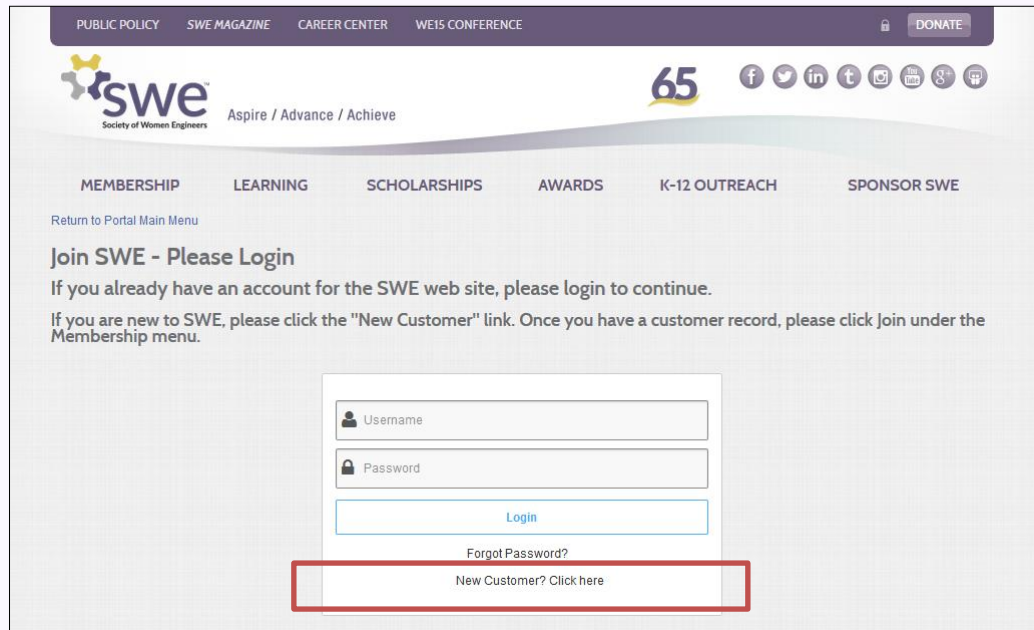 PUBLIC POLICY SWE MAGAZINE CAREER CENTER WE15 CONFERENCE DONATE
swe
Society of Women Engineers
Aspire / Advance / Achieve
65
f in t You Tube g+
MEMBERSHIP LEARNING SCHOLARSHIPS AWARDS K-12 OUTREACH SPONSOR SWE
Return to Portal Main Menu
Join SWE - Please Login
If you already have an account for the SWE web site, please login to continue.
If you are new to SWE, please click the "New Customer" link. Once you have a customer record, please click Join under the
Membership menu.
Username
Password
Login
Forgot Password?
New Customer? Click here